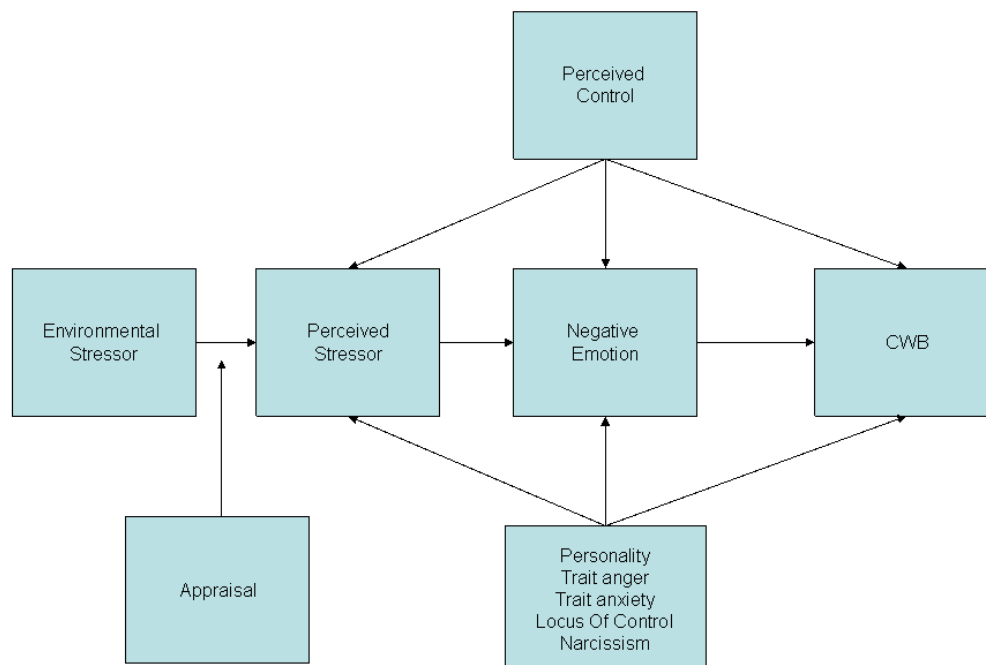 Perceived
Control
Environmental
Stressor
Perceived
Stressor
Negative
Emotion
CWB
Appraisal
Personality
Trait anger
Trait anxiety
Locus Of Control
Narcissism